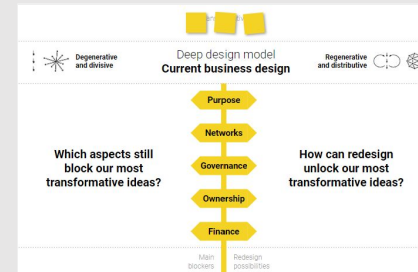 Degenerative
and divisive
Deep design model
Current business design
Regenerative
and distributive
Purpose
Networks
Governance
Ownership
Finance
Which aspects still
block our most
transformative ideas?
How can redesign
unlock our most
transformative ideas?
Main
blockers
Redesign
possibilities